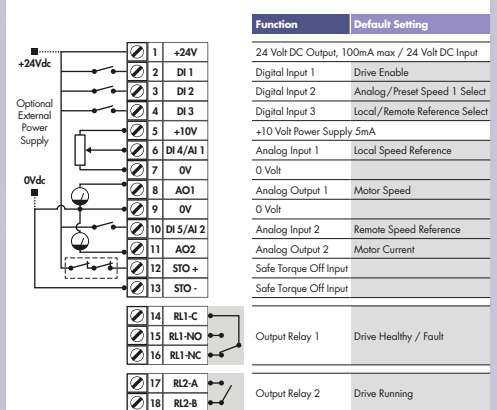 Function Default Setting
1 +24V 24 Volt DC Output, 100mA max / 24 Volt DC Input
+24Vdc
2 DI 1 Digital Input 1 Drive Enable
3 DI 2 Digital Input 2 Analog/Preset Speed 1 Select
4 DI 3 Digital Input 3 Local/Remote Reference Select
Optional
External
Power
Supply
5 +10V +10 Volt Power Supply 5mA
6 DI 4/AI 1 Analog Input 1 Local Speed Reference
7 0V 0 Volt
0Vdc
8 AO1 Analog Output 1 Motor Speed
9 0V 0 Volt
10 DI 5/AI 2 Analog Input 2 Remote Speed Reference
11 AO2 Analog Output 2 Motor Current
12 STO + Safe Torque Off Input
13 STO - Safe Torque Off Input
14 RL1-C
15 RL1-NO Output Relay 1 Drive Healthy / Fault
16 RL1-NC
17 RL2-A
Output Relay 2 Drive Running
18 RL2-B